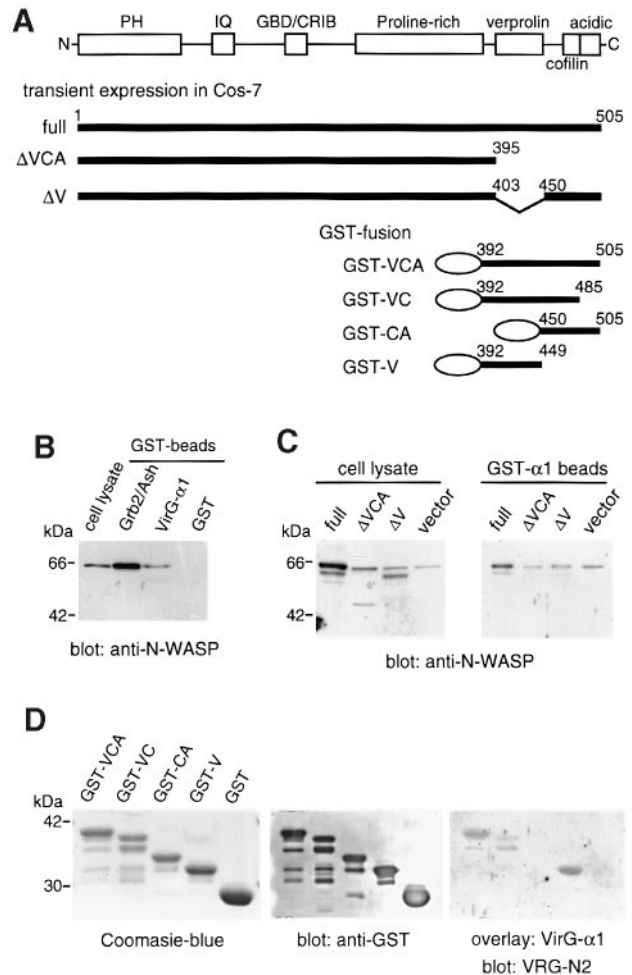 A
PH IQ GBD/CRIB Proline-rich verprolin acidic
N C
cofilin
transient expression in Cos-7
1 505
full
395
ΔVCA
403 450
ΔV
GST-fusion
392 505
GST-VCA
392 485
GST-VC
450 505
GST-CA
392 449
GST-V
B
GST-beads
cell lysate Grb2/Ash VirG-α1 GST
kDa
66-
42-
blot: anti-N-WASP
C
cell lysate GST-α1 beads
full ΔVCA ΔV vector full ΔVCA ΔV vector
kDa
66-
42-
blot: anti-N-WASP
D
GST-VCA GST-VC GST-CA GST-V GST
kDa
42-
30-
Coomasie-blue blot: anti-GST overlay: VirG-α1
blot: VRG-N2